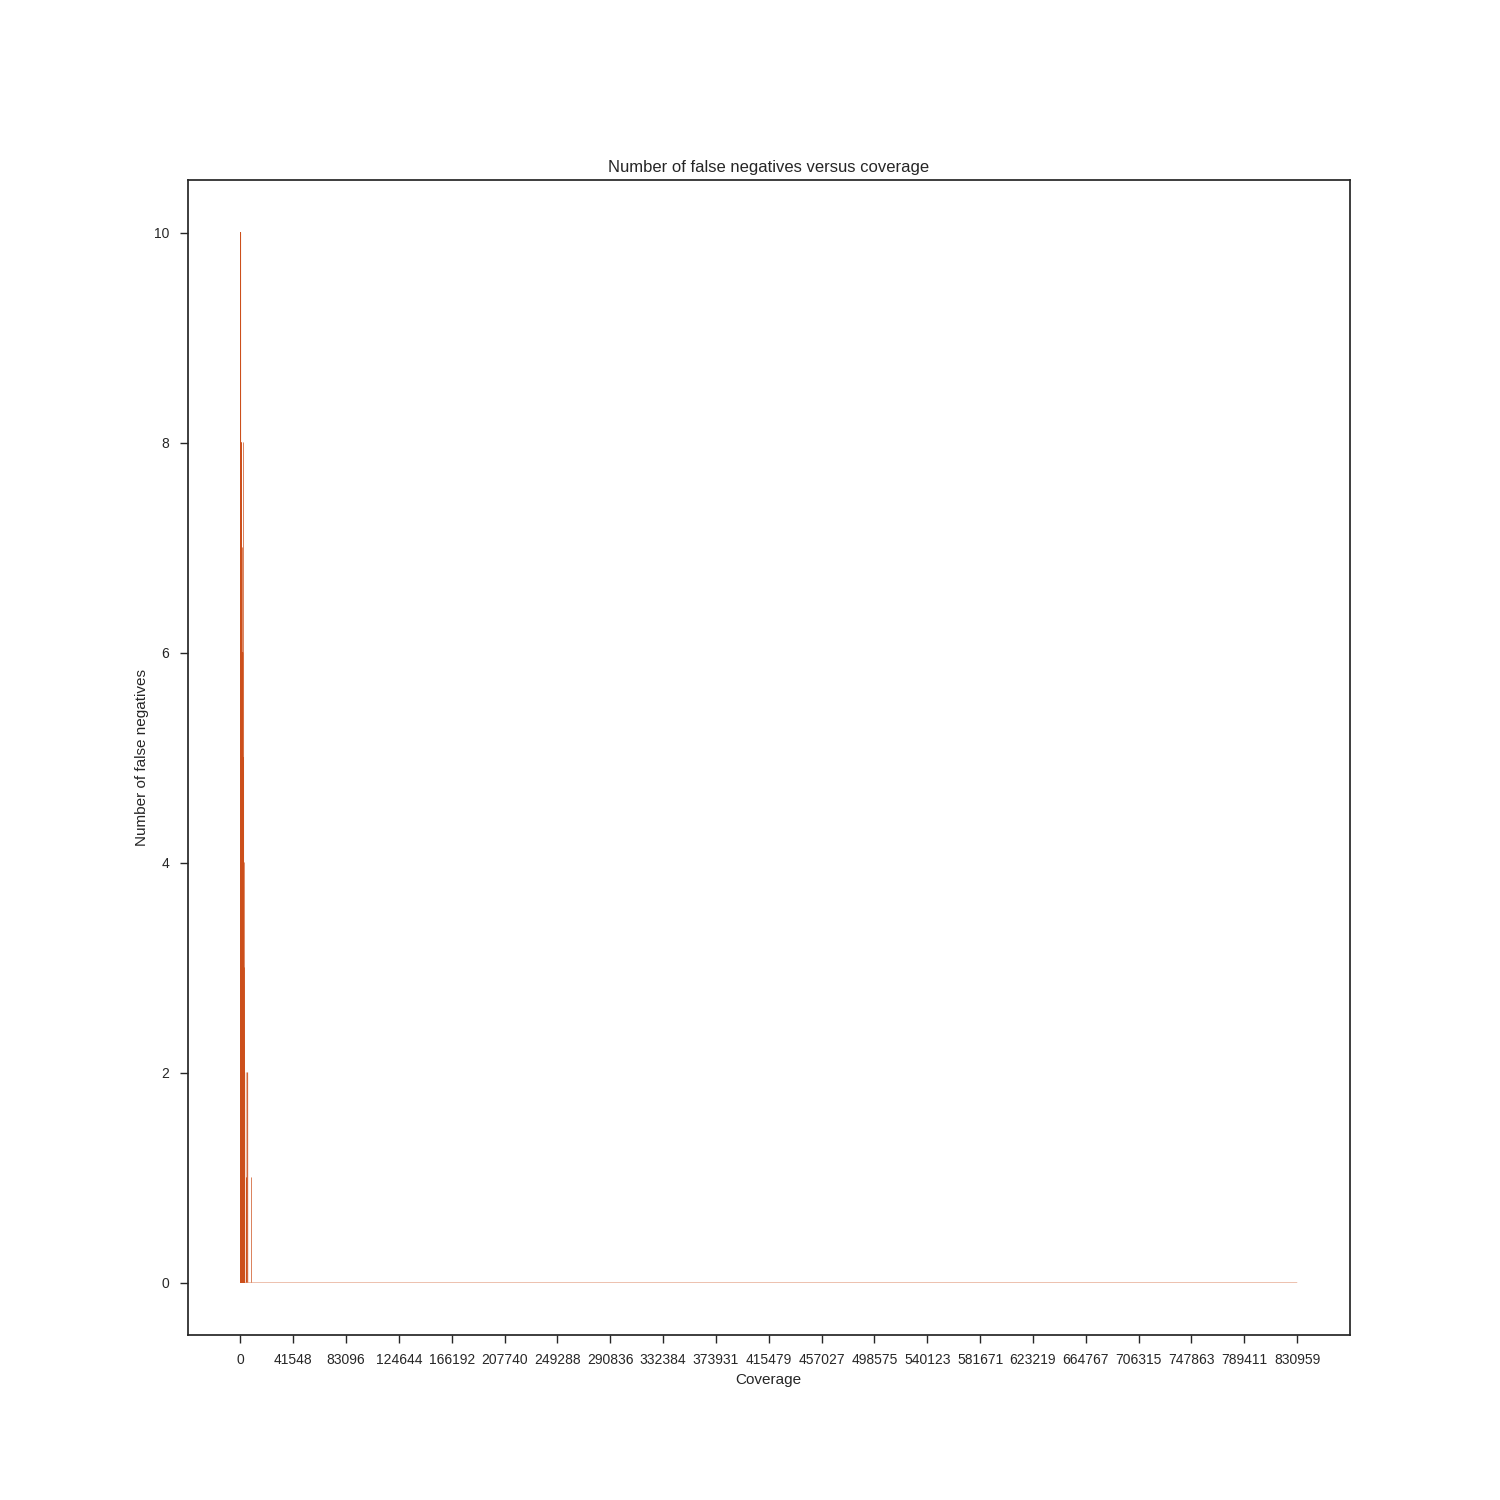 Number of false negatives versus coverage
10
8
6
4
2
0
Number of false negatives
0 41548 83096 124644 166192 207740 249288 290836 332384 373931 415479 457027 498575 540123 581671 623219 664767 706315 747863 789411 830959
Coverage